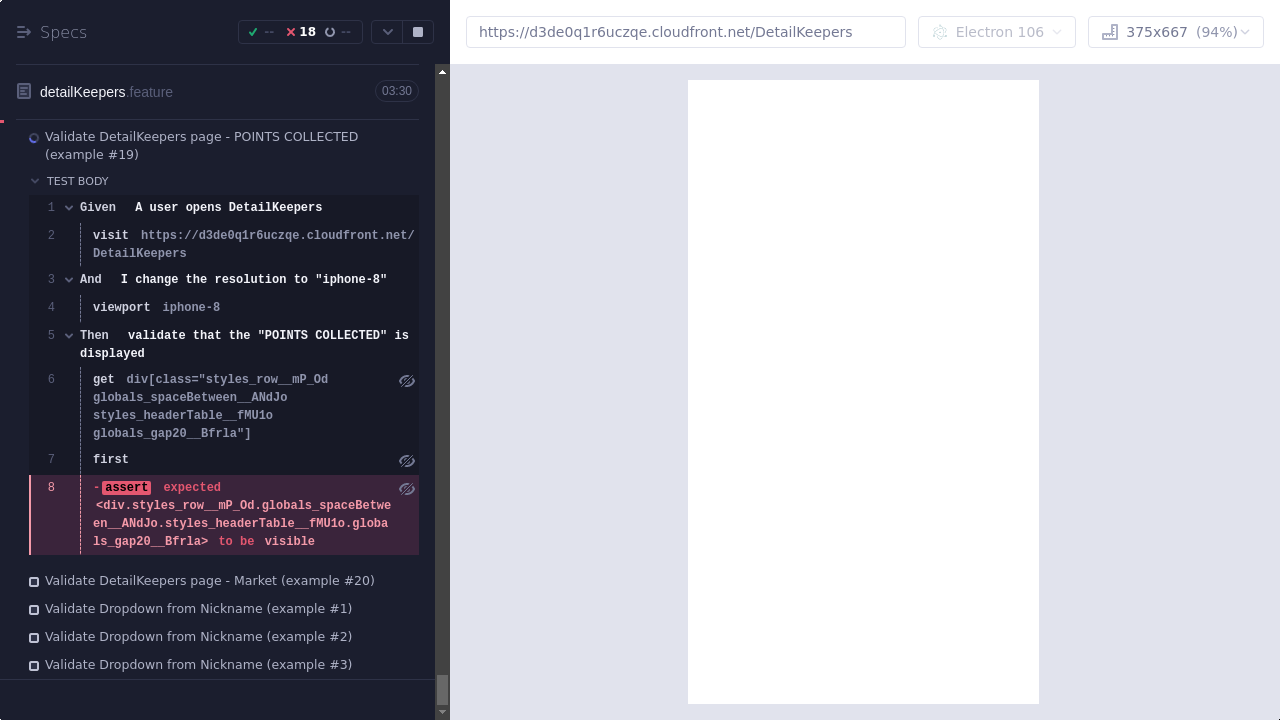 Specs
--
18
--
https://d3de0q1r6uczqe.cloudfront.net/DetailKeepers
Electron 106
375x667 (94%)
detailKeepers.feature
03:30
Validate DetailKeepers page - POINTS COLLECTED
(example #19)
TEST BODY
1 Given A user opens DetailKeepers
2 visit https://d3de0q1r6uczqe.cloudfront.net/
DetailKeepers
3 And I change the resolution to "iphone-8"
4 viewport iphone-8
5 Then validate that the "POINTS COLLECTED" is
displayed
6 get div[class="styles_row__mP_Od
globals_spaceBetween__ANdJo
styles_headerTable__fMU1o
globals_gap20__Bfrla"]
7 first
8 -assert expected
<div.styles_row__mP_Od.globals_spaceBetwe
en__ANdJo.styles_headerTable__fMU1o.globa
ls_gap20__Bfrla> to be visible
Validate DetailKeepers page - Market (example #20)
Validate Dropdown from Nickname (example #1)
Validate Dropdown from Nickname (example #2)
Validate Dropdown from Nickname (example #3)